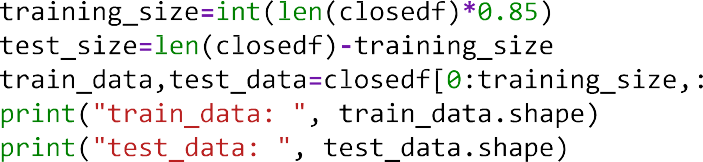 training_size=int(len(closedf)*0.85)
test_size=len(closedf)-training_size
train_data,test_data=closedf[0:training_size,:
print("train_data: ", train_data.shape)
print("test_data: ", test_data.shape)